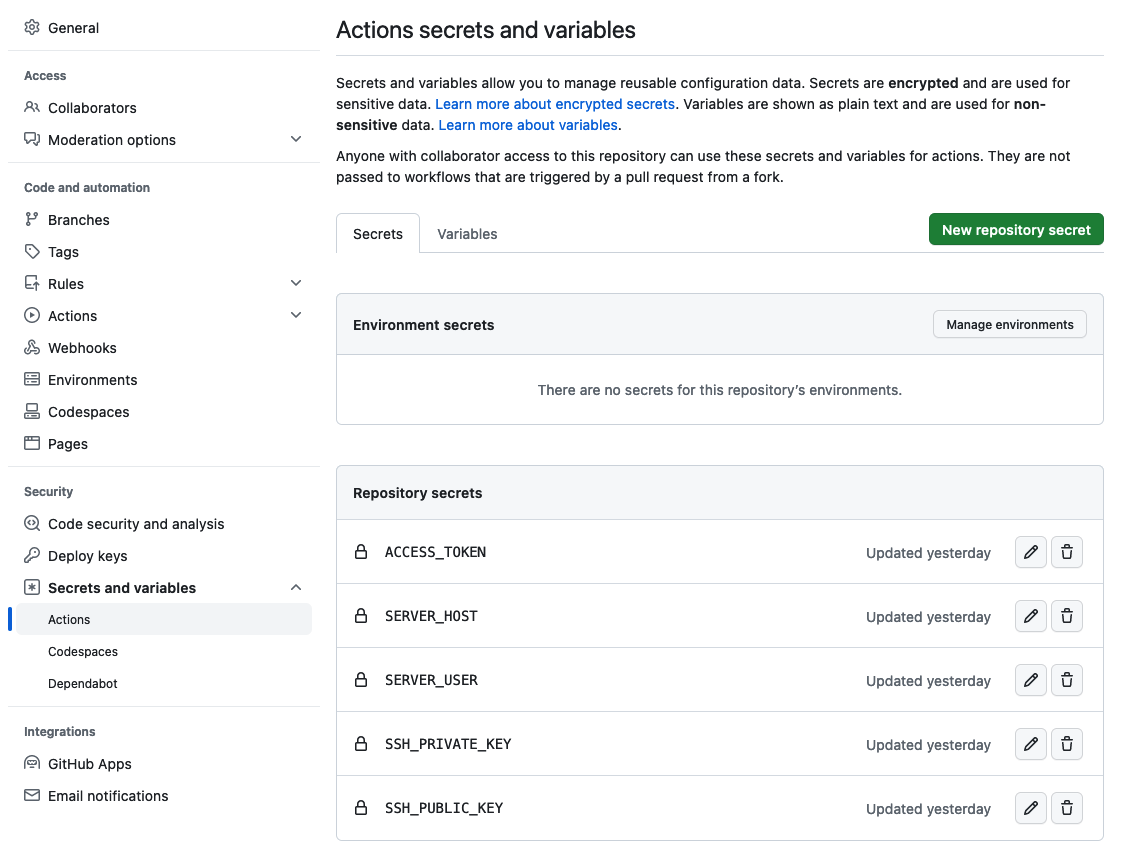 General
Access
Collaborators
Moderation options
Code and automation
Branches
Tags
Rules
Actions
Webhooks
Environments
Codespaces
Pages
Security
Code security and analysis
Deploy keys
Secrets and variables
Actions
Codespaces
Dependabot
Integrations
GitHub Apps
Email notifications
Actions secrets and variables
Secrets and variables allow you to manage reusable configuration data. Secrets are encrypted and are used for
sensitive data. Learn more about encrypted secrets. Variables are shown as plain text and are used for non-
sensitive data. Learn more about variables.
Anyone with collaborator access to this repository can use these secrets and variables for actions. They are not
passed to workflows that are triggered by a pull request from a fork.
Secrets Variables New repository secret
Environment secrets Manage environments
There are no secrets for this repository’s environments.
Repository secrets
ACCESS_TOKEN Updated yesterday
SERVER_HOST Updated yesterday
SERVER_USER Updated yesterday
SSH_PRIVATE_KEY Updated yesterday
SSH_PUBLIC_KEY Updated yesterday